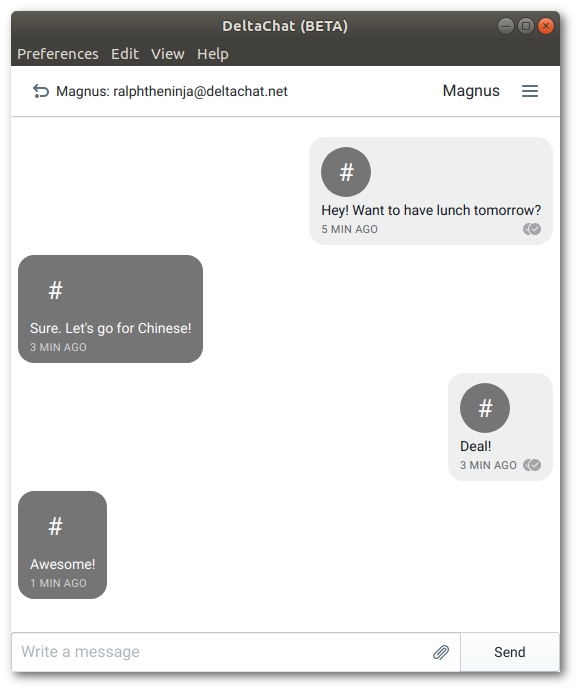 DeltaChat (BETA)
Preferences Edit View Help
Magnus: ralphtheninja@deltachat.net Magnus
#
Hey! Want to have lunch tomorrow?
5 MIN AGO
#
Sure. Let's go for Chinese!
3 MIN AGO
#
Deal!
3 MIN AGO
#
Awesome!
1 MIN AGO
Write a message Send